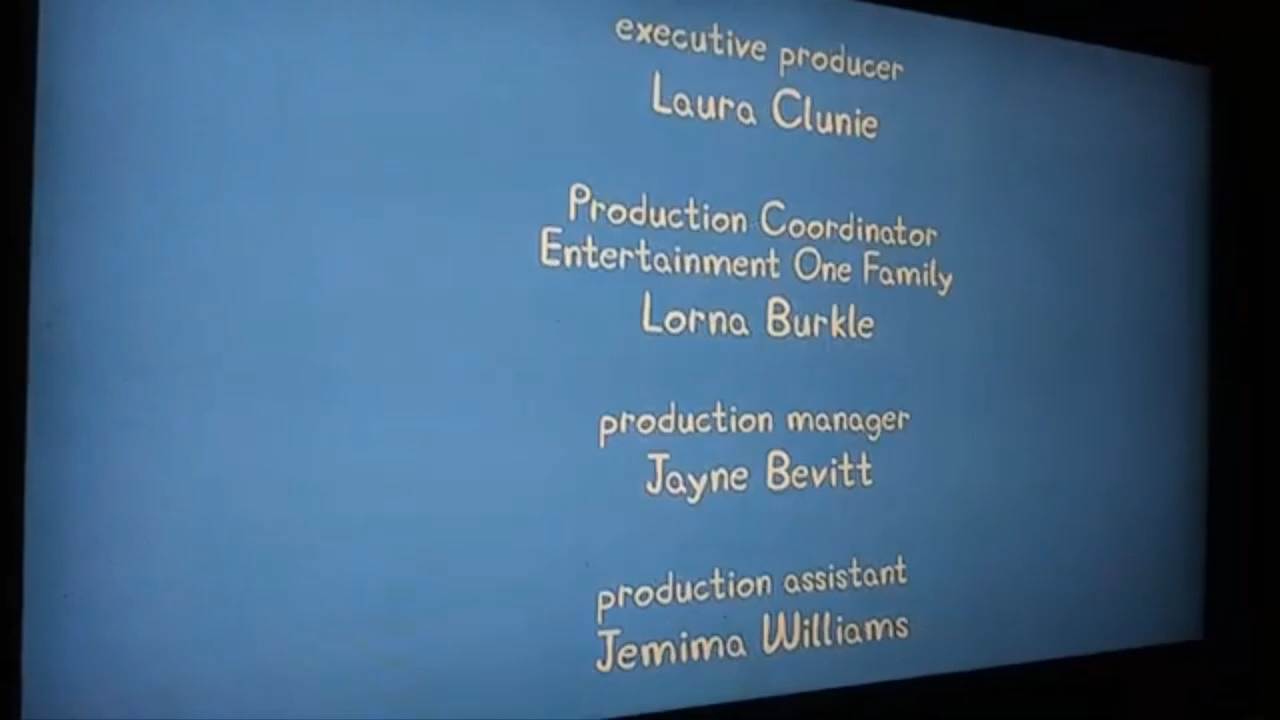 executive producer
Laura Clunie
Production Coordinator
Entertainment One Family
Lorna Burkle
production manager
Jayne Bevitt
production assistant
Jemima Williams